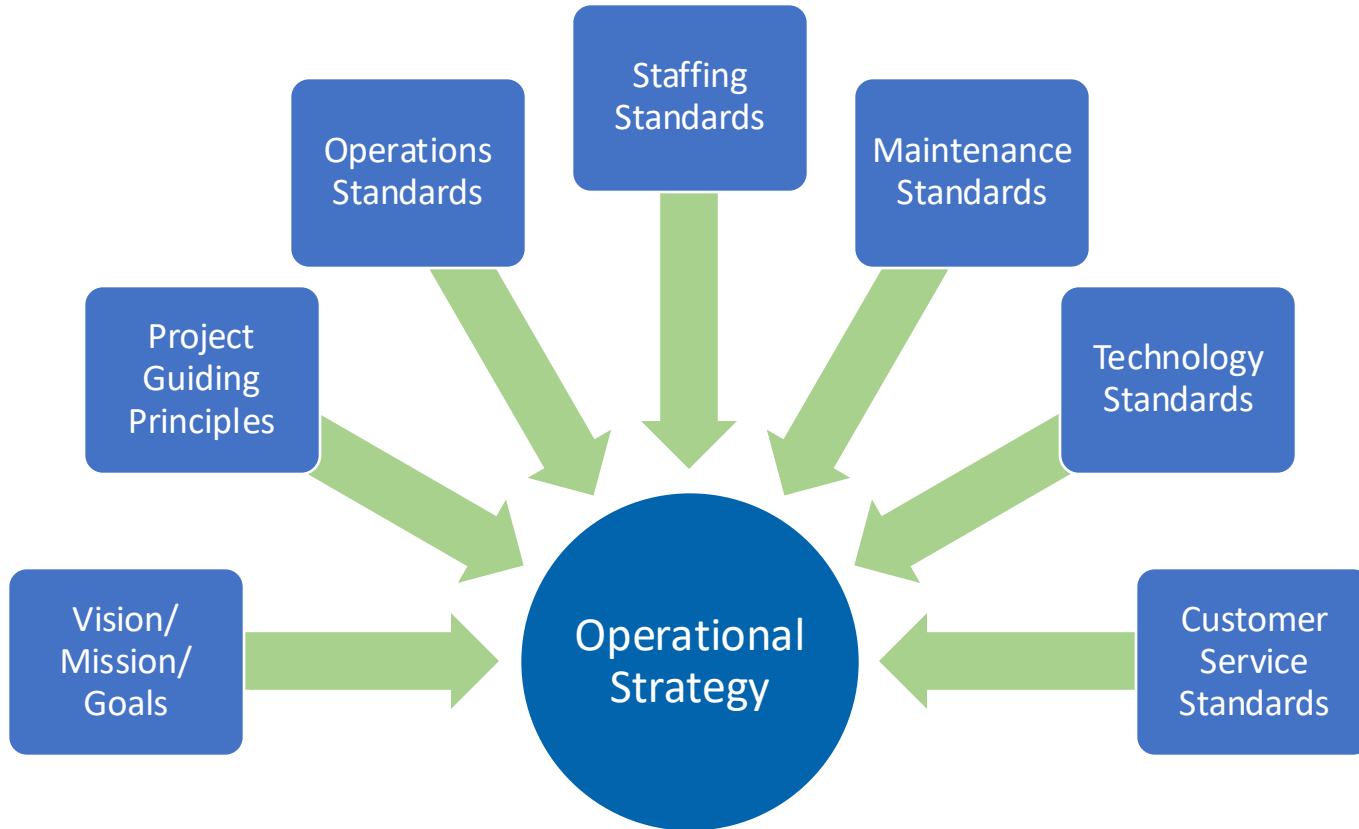 Staffing
Standards
Operations
Standards
Maintenance
Standards
Project
Guiding
Principles
Technology
Standards
Vision/
Mission/
Goals
Operational
Strategy
Customer
Service
Standards